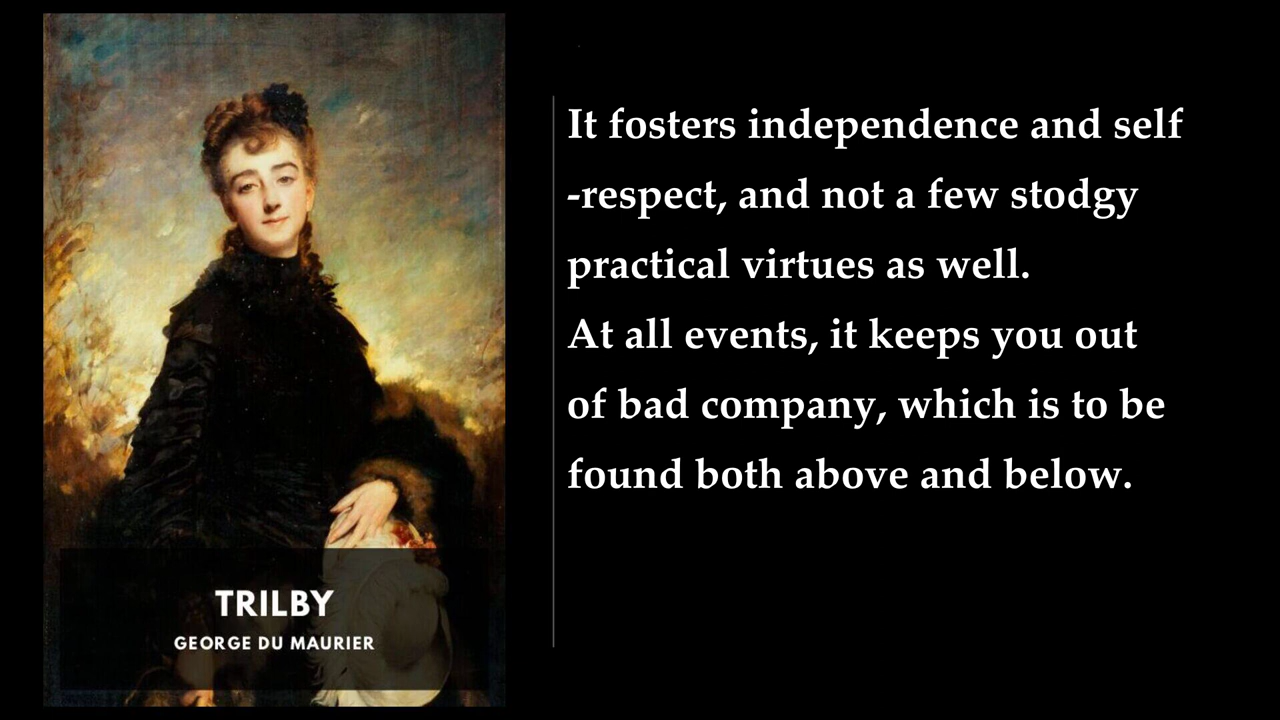 TRILBY
GEORGE DU MAURIER
It fosters independence and self
-respect, and not a few stodgy
practical virtues as well.
At all events, it keeps you out
of bad company, which is to be
found both above and below.